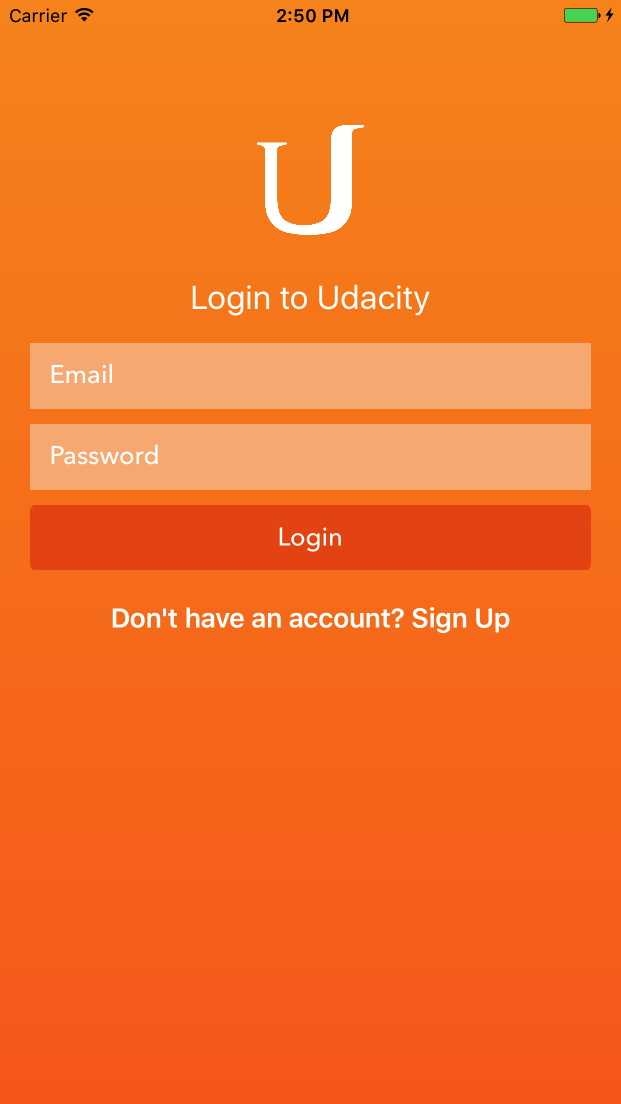 Carrier 2:50 PM
U
Login to Udacity
Email
Password
Login
Don't have an account? Sign Up